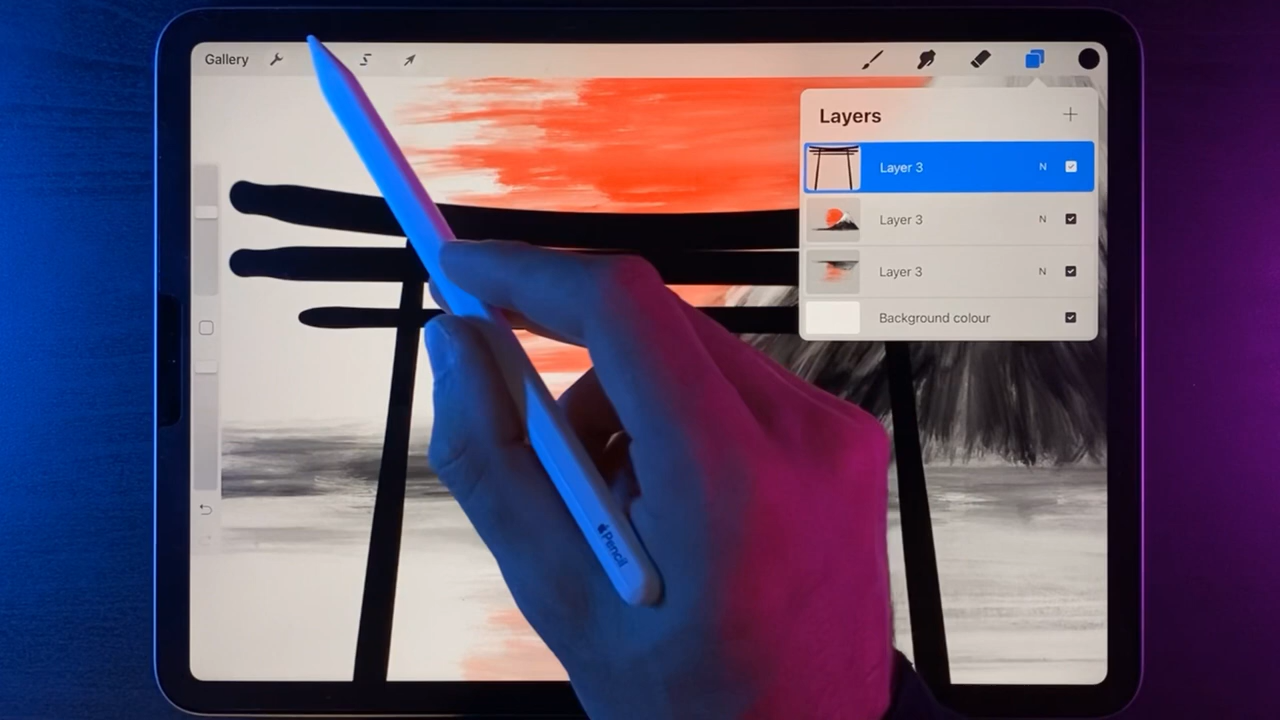 Gallery
Layers
Layer 3 N
Layer 3 N
Layer 3 N
Background colour
Pencil